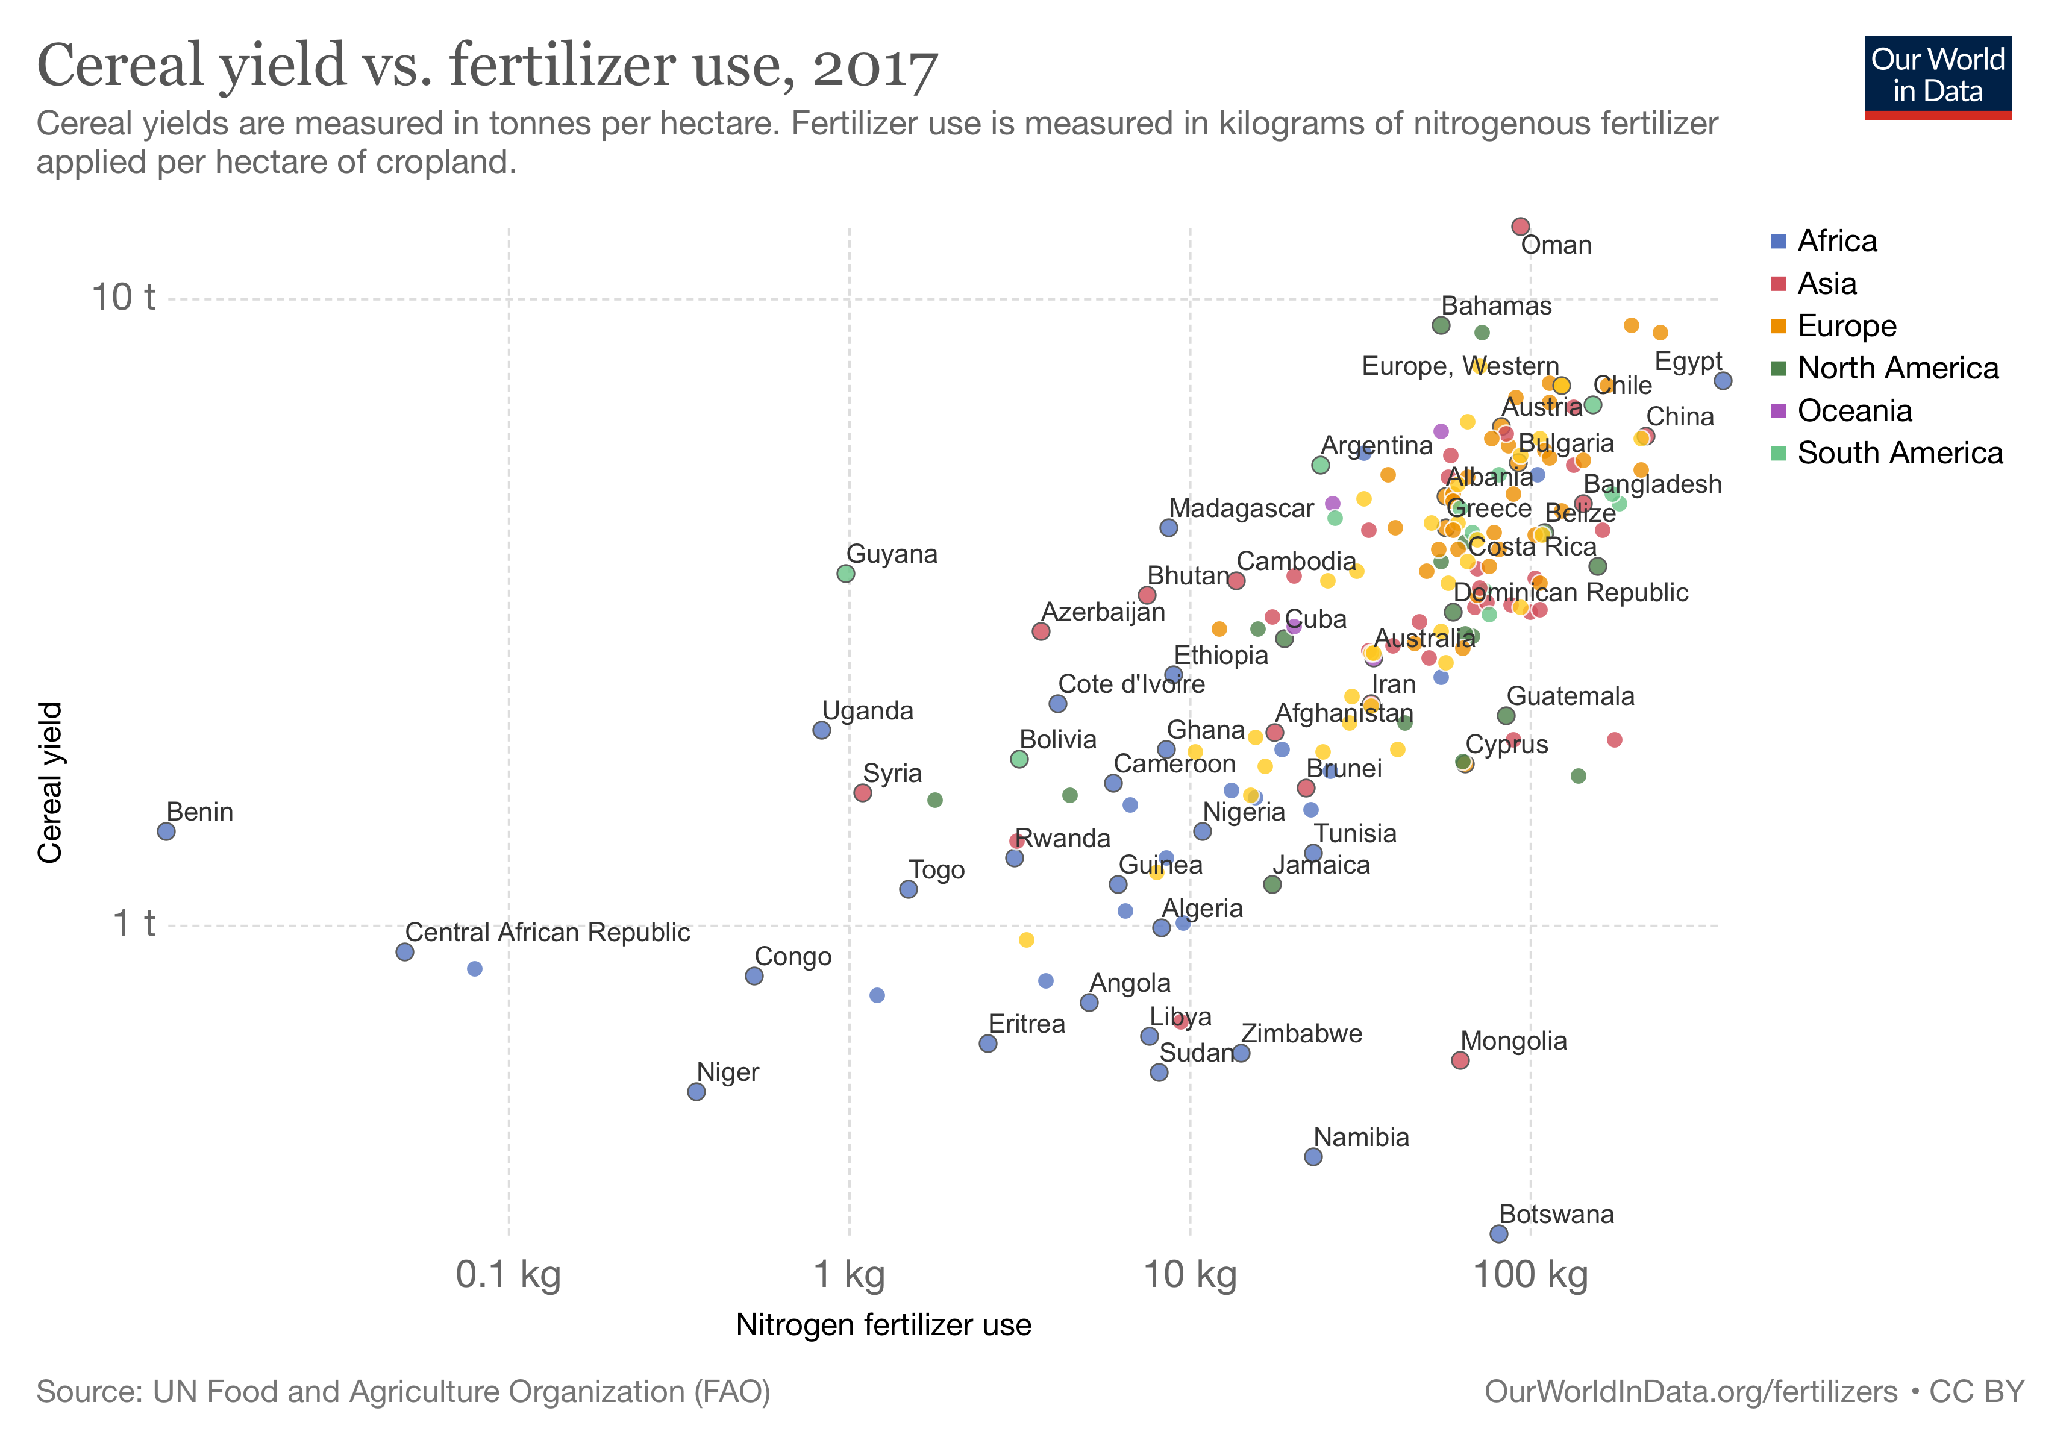 Cereal yield vs. fertilizer use, 2017
Cereal yields are measured in tonnes per hectare. Fertilizer use is measured in kilograms of nitrogenous fertilizer
applied per hectare of cropland.
Our World
in Data
Africa
Asia
Europe
North America
Oceania
South America
Oman
10 t
Bahamas
Europe, Western
Egypt
Chile
Austria
China
Argentina
Bulgaria
Albania
Bangladesh
Madagascar
Greece
Belize
Guyana
Cambodia
Costa Rica
Bhutan
Azerbaijan
Dominican Republic
Cuba
Australia
Ethiopia
Cote d'Ivoire
Iran
Guatemala
Uganda
Afghanistan
Ghana
Bolivia
Cyprus
Cameroon
Syria
Brunei
Benin
Nigeria
Rwanda
Tunisia
Togo
Guinea
Jamaica
Algeria
1 t
Central African Republic
Congo
Angola
Eritrea
Libya
Zimbabwe
Sudan
Mongolia
Niger
Namibia
Botswana
Cereal yield
0.1 kg
1 kg
10 kg
100 kg
Nitrogen fertilizer use
Source: UN Food and Agriculture Organization (FAO)
OurWorldInData.org/fertilizers • CC BY